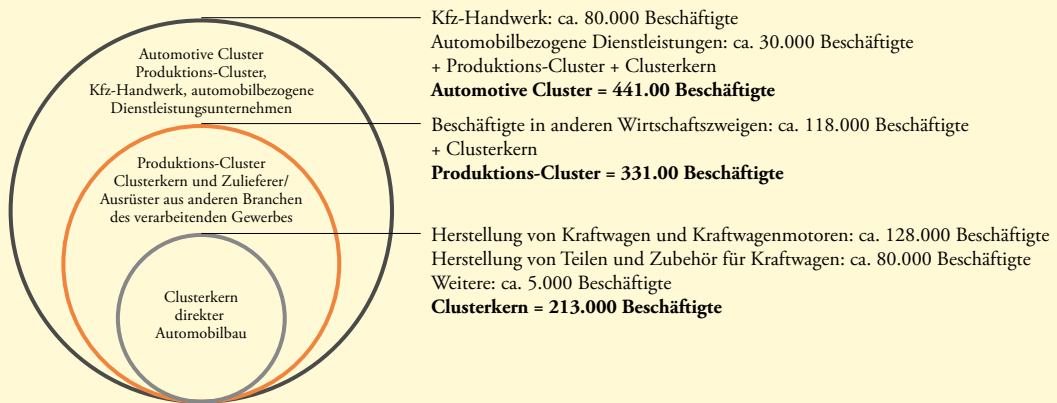 Automotive Cluster
Produktions-Cluster,
Kfz-Handwerk, automobilbezogene
Dienstleistungsunternehmen
Produktions-Cluster
Clusterkern und Zulieferer/
Ausrüster aus anderen Branchen
des verarbeitenden Gewerbes
Clusterkern
direkter
Automobilbau
Kfz-Handwerk: ca. 80.000 Beschäftigte
Automobilbezogene Dienstleistungen: ca. 30.000 Beschäftigte
+ Produktions-Cluster + Clusterkern
Automotive Cluster = 441.00 Beschäftigte
Beschäftigte in anderen Wirtschaftszweigen: ca. 118.000 Beschäftigte
+ Clusterkern
Produktions-Cluster = 331.00 Beschäftigte
Herstellung von Kraftwagen und Kraftwagenmotoren: ca. 128.000 Beschäftigte
Herstellung von Teilen und Zubehör für Kraftwagen: ca. 80.000 Beschäftigte
Weitere: ca. 5.000 Beschäftigte
Clusterkern = 213.000 Beschäftigte